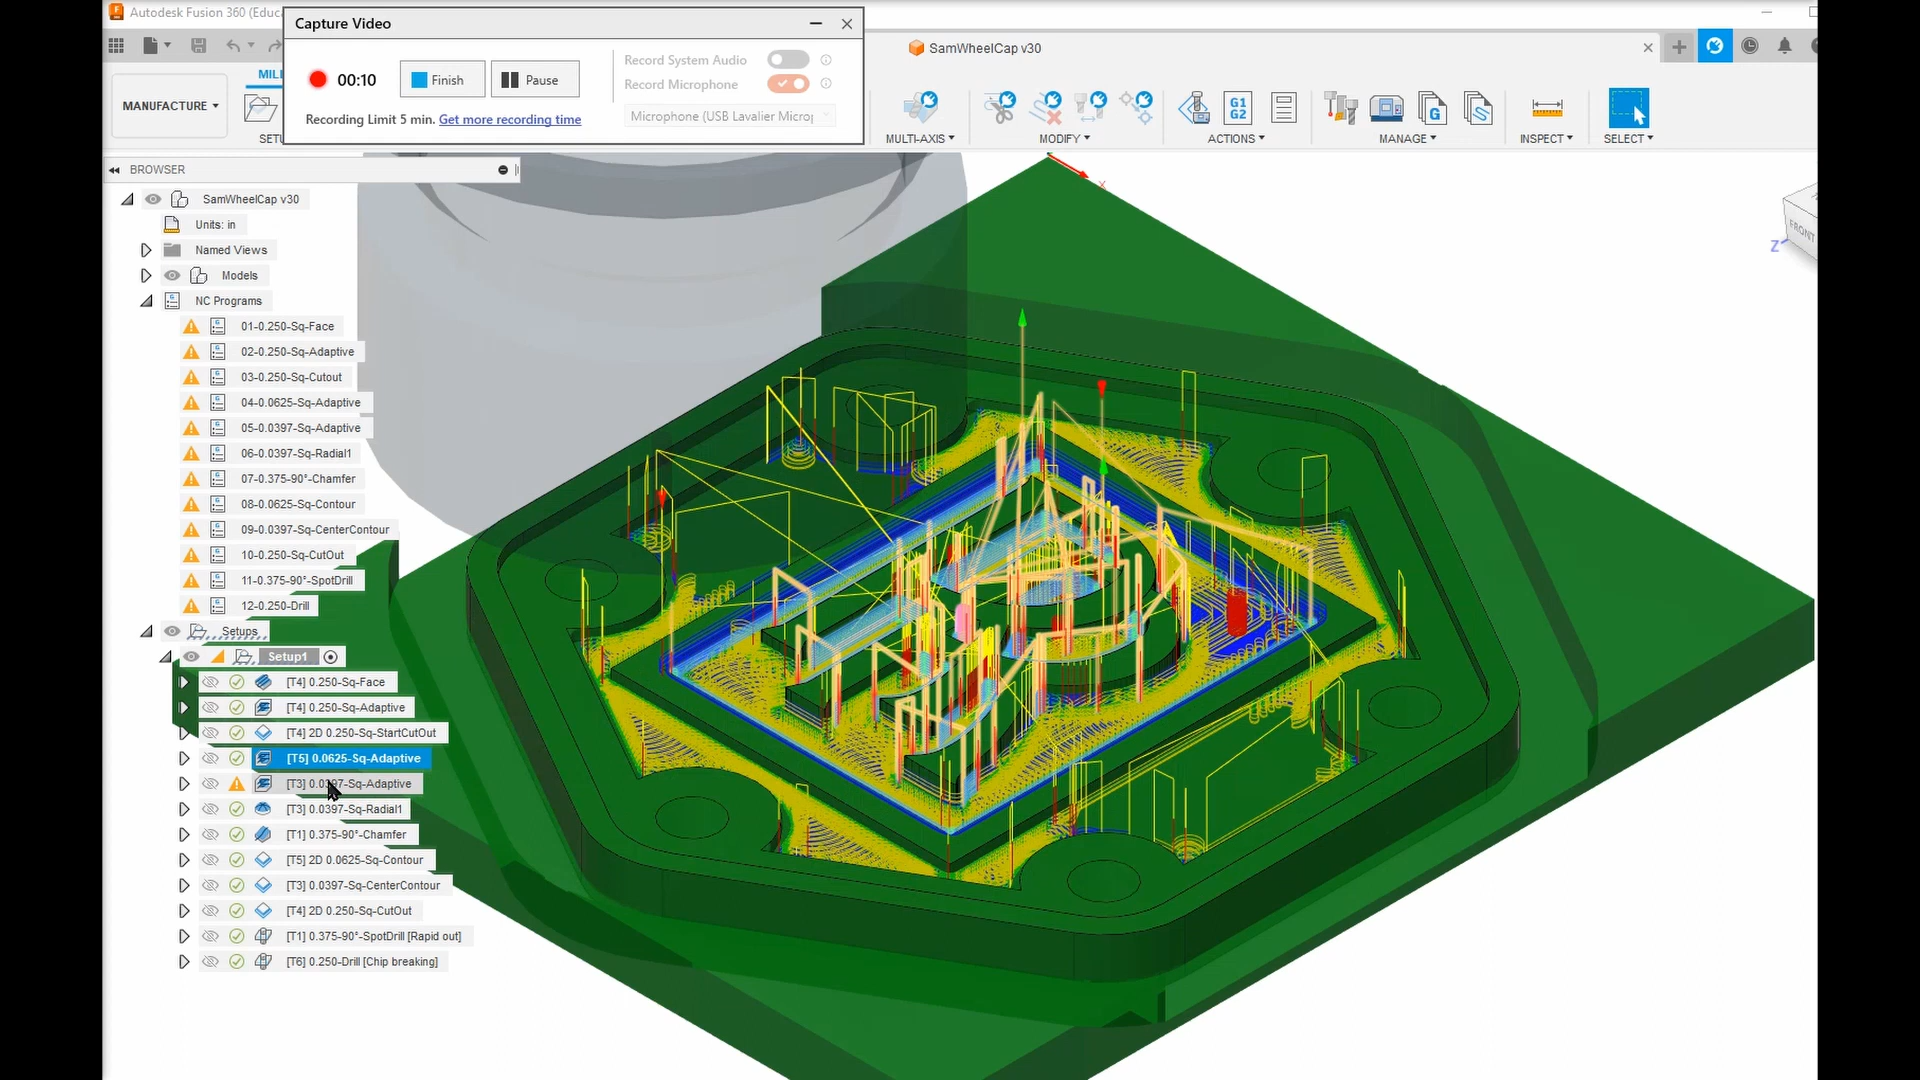 Autodesk Fusion 360 (Educ
Capture Video
00:10
Finish
Pause
Record System Audio
Record Microphone
Recording Limit 5 min. Get more recording time
Microphone (USB Lavalier Microp
SamWheelCap v30
MILL
MANUFACTURE
SETU
MULTI-AXIS
MODIFY
G1
G2
ACTIONS
G
MANAGE
INSPECT
SELECT
BROWSER
SamWheelCap v30
Units: in
Named Views
Models
NC Programs
01-0.250-Sq-Face
02-0.250-Sq-Adaptive
03-0.250-Sq-Cutout
04-0.0625-Sq-Adaptive
05-0.0397-Sq-Adaptive
06-0.0397-Sq-Radial1
07-0.375-90°-Chamfer
08-0.0625-Sq-Contour
09-0.0397-Sq-CenterContour
10-0.250-Sq-CutOut
11-0.375-90°-SpotDrill
12-0.250-Drill
Setups
Setup1
[T4] 0.250-Sq-Face
[T4] 0.250-Sq-Adaptive
[T4] 2D 0.250-Sq-StartCutOut
[T5] 0.0625-Sq-Adaptive
[T3] 0.0397-Sq-Adaptive
[T3] 0.0397-Sq-Radial1
[T1] 0.375-90°-Chamfer
[T5] 2D 0.0625-Sq-Contour
[T3] 0.0397-Sq-CenterContour
[T4] 2D 0.250-Sq-CutOut
[T1] 0.375-90°-SpotDrill [Rapid out]
[T6] 0.250-Drill [Chip breaking]
X
FRONT
Z